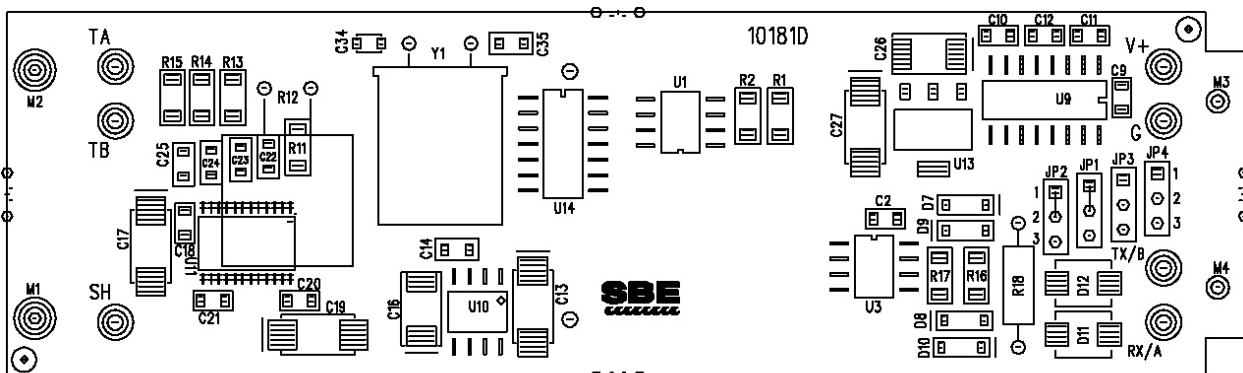 TA
C34
Y1
C35
10181D
C26
C10
C12
C11
V+
M2
R15
R14
R13
R12
U1
R2
R1
C27
U9
C9
M3
TB
G
C25
C24
C23
C22
R11
U14
U13
JP2
JP1
JP3
JP4
1
2
3
1
2
3
C17
C18
U11
C14
C2
D7
D9
TX/B
M1
SH
C21
C20
C19
C16
U10
C13
SBE
U3
R17
R16
R18
D12
M4
D8
D10
D11
RX/A